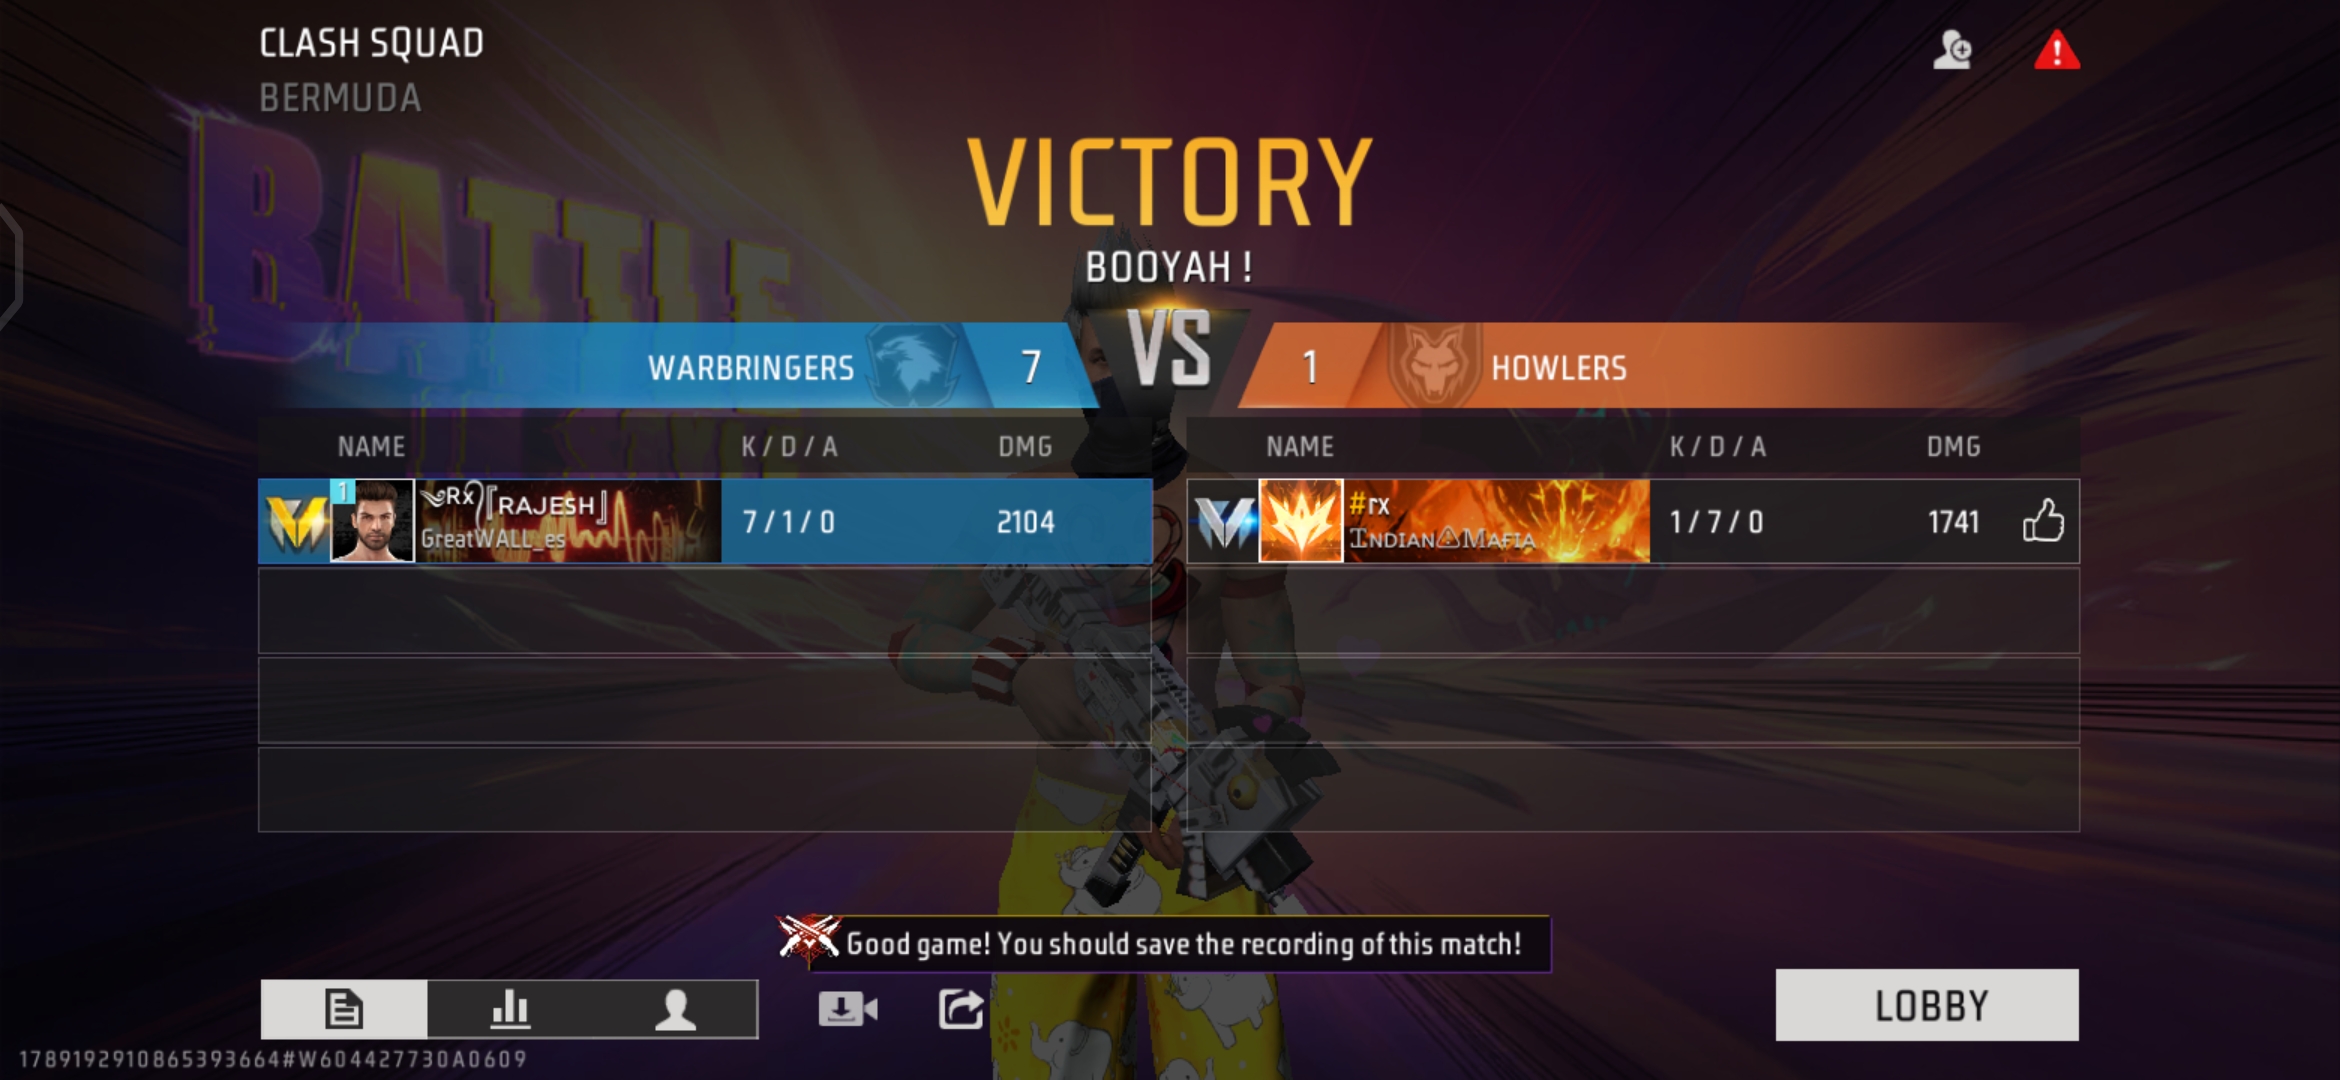 CLASH SQUAD
BERMUDA
BATTLE
VICTORY
BOOYAH !
WARBRINGERS 7 VS 1 HOWLERS
NAME K / D / A DMG NAME K / D / A DMG
1 Rx 『RAJESH』 7 / 1 / 0 2104 #rx 1 / 7 / 0 1741
GreatWALL_es Indian⚠Mafia
Good game! You should save the recording of this match!
LOBBY
1789192910865393664#W604427730A0609